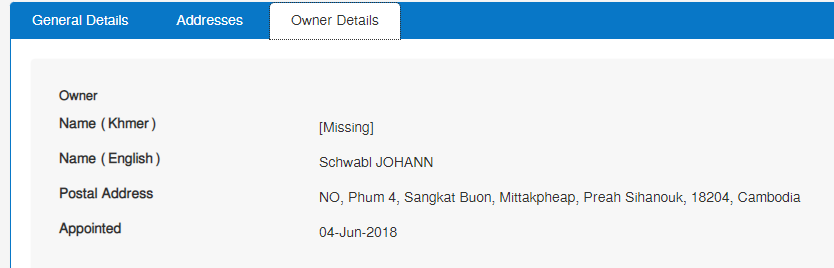 General Details Addresses Owner Details
Owner
Name ( Khmer ) [Missing]
Name ( English ) Schwabl JOHANN
Postal Address NO, Phum 4, Sangkat Buon, Mittakpheap, Preah Sihanouk, 18204, Cambodia
Appointed 04-Jun-2018